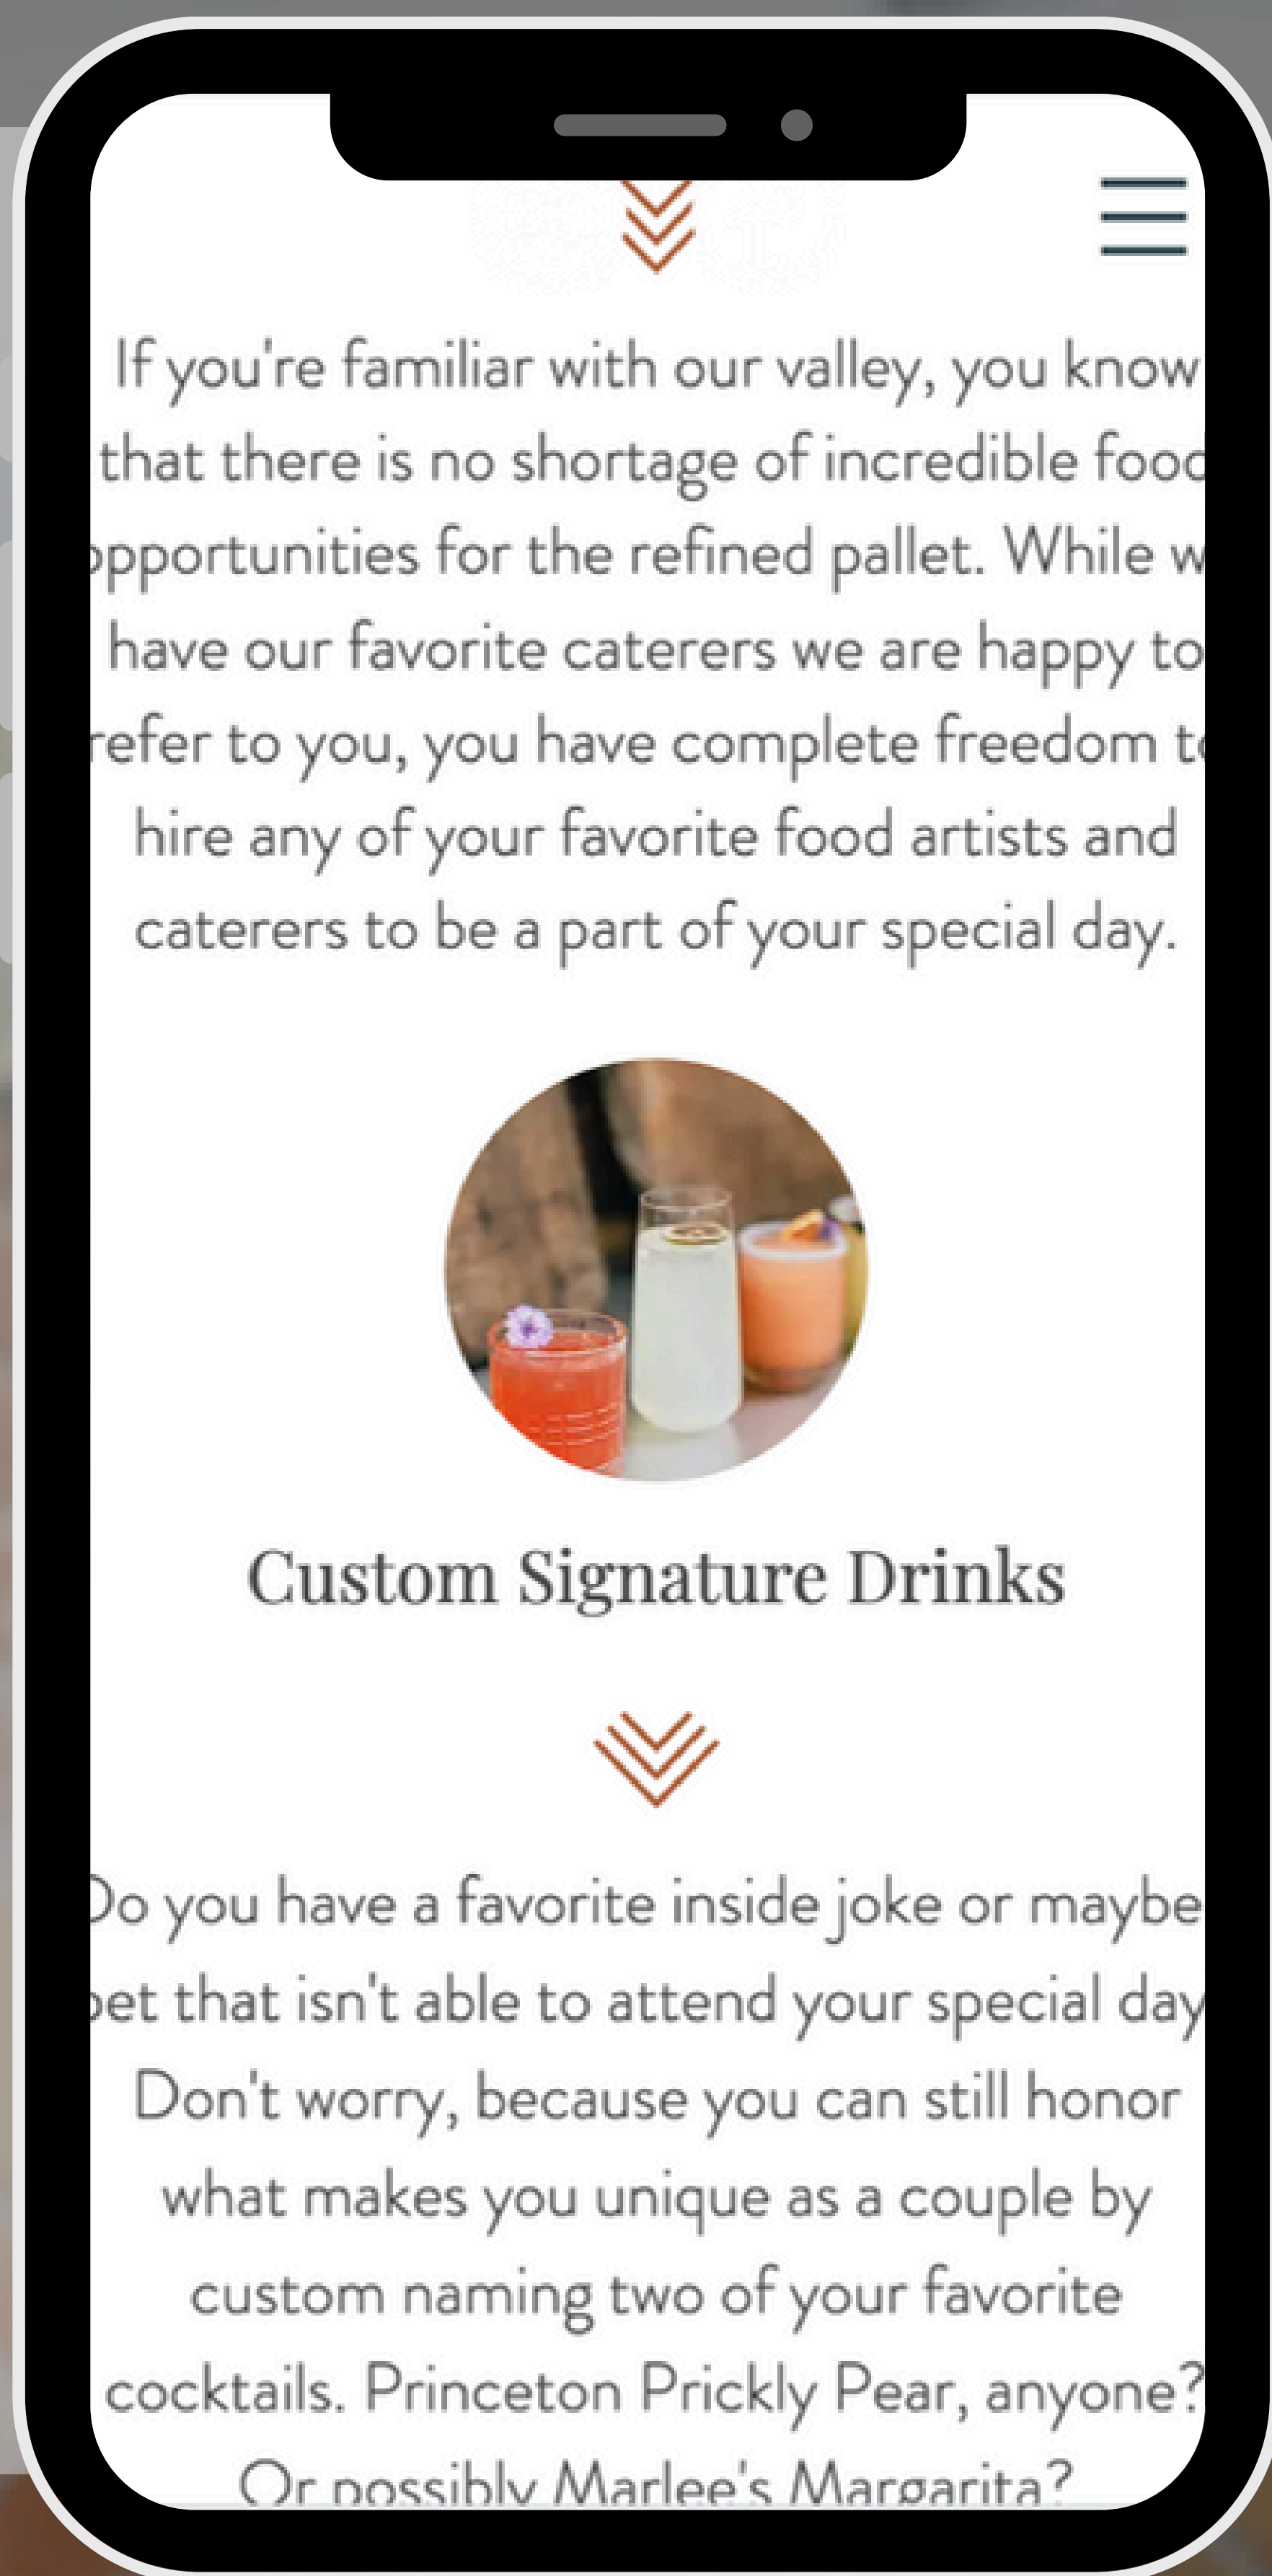 If you're familiar with our valley, you know
that there is no shortage of incredible food
opportunities for the refined pallet. While w
have our favorite caterers we are happy to
refer to you, you have complete freedom to
hire any of your favorite food artists and
caterers to be a part of your special day.
Custom Signature Drinks
Do you have a favorite inside joke or maybe
pet that isn't able to attend your special day
Don't worry, because you can still honor
what makes you unique as a couple by
custom naming two of your favorite
cocktails. Princeton Prickly Pear, anyone?
Or possibly Marlee's Margarita?